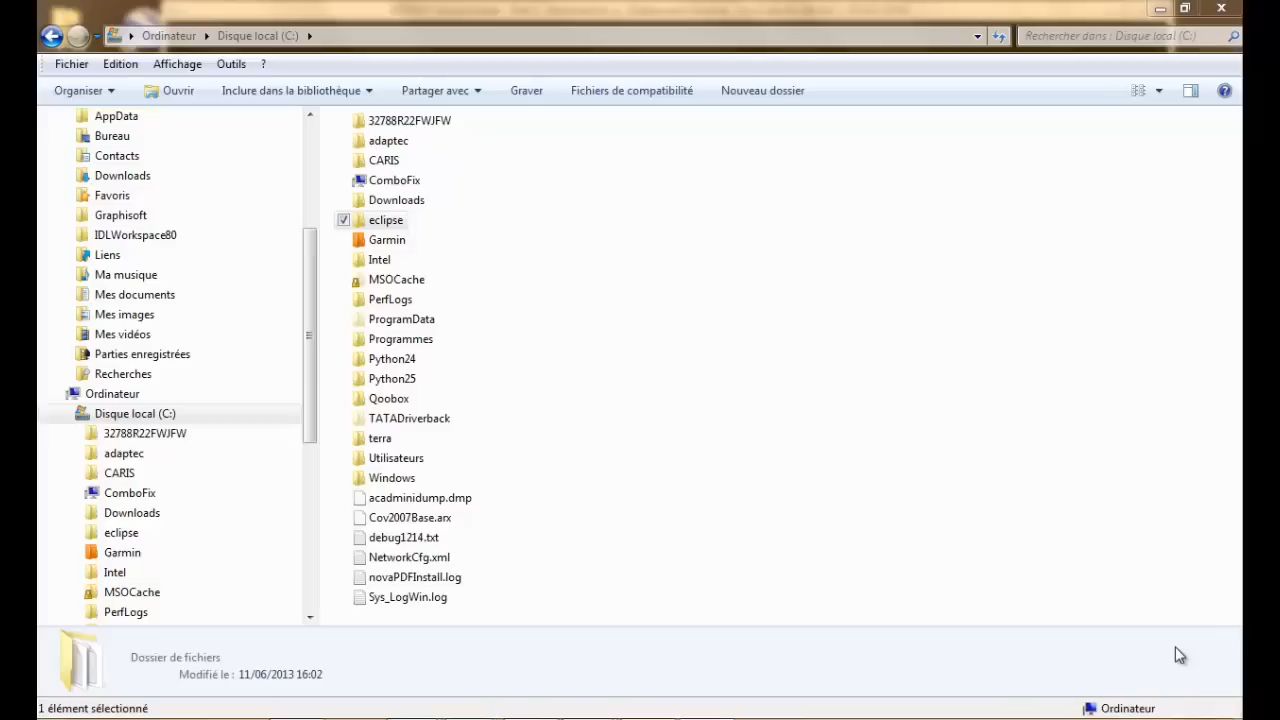 Ordinateur Disque local (C:) Rechercher dans : Disque local (C:)
Fichier Edition Affichage Outils ?
Organiser Ouvrir Inclure dans la bibliothèque Partager avec Graver Fichiers de compatibilité Nouveau dossier
AppData
Bureau
Contacts
Downloads
Favoris
Graphisoft
IDLWorkspace80
Liens
Ma musique
Mes documents
Mes images
Mes vidéos
Parties enregistrées
Recherches
Ordinateur
Disque local (C:)
32788R22FWJFW
adaptec
CARIS
ComboFix
Downloads
eclipse
Garmin
Intel
MSOCache
PerfLogs
32788R22FWJFW
adaptec
CARIS
ComboFix
Downloads
eclipse
Garmin
Intel
MSOCache
PerfLogs
ProgramData
Programmes
Python24
Python25
Qoobox
TATADriverback
terra
Utilisateurs
Windows
acadminidump.dmp
Cov2007Base.arx
debug1214.txt
NetworkCfg.xml
novaPDFInstall.log
Sys_LogWin.log
Dossier de fichiers
Modifié le : 11/06/2013 16:02
1 élément sélectionné Ordinateur